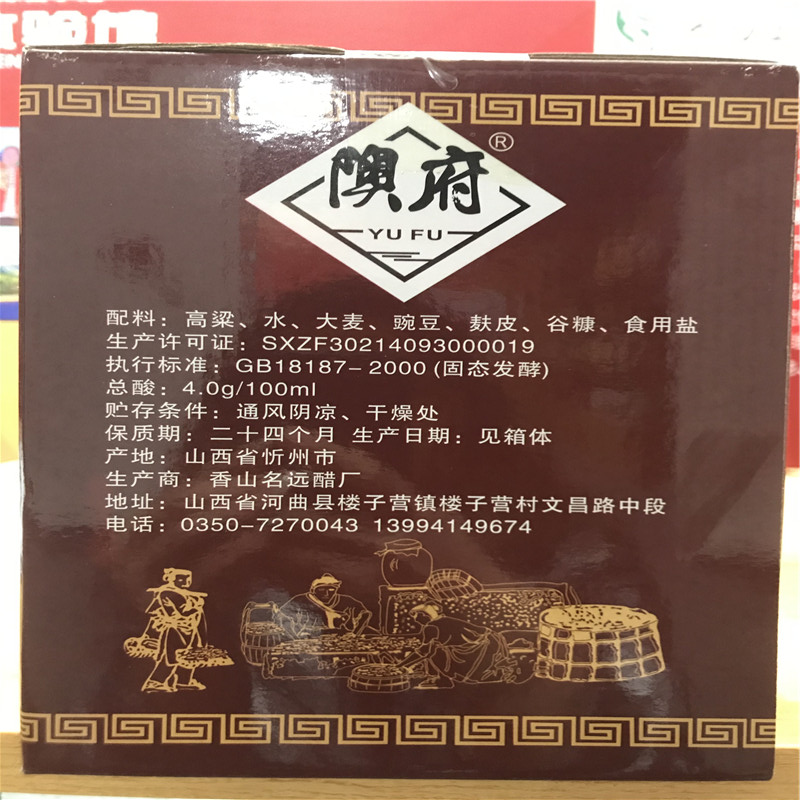 隩府®
YU FU
配料：高粱、水、大麦、豌豆、麸皮、谷糠、食用盐
生产许可证：SXZF30214093000019
执行标准：GB18187-2000(固态发酵)
总酸：4.0g/100ml
贮存条件：通风阴凉、干燥处
保质期：二十四个月 生产日期：见箱体
产地：山西省忻州市
生产商：香山名远醋厂
地址：山西省河曲县楼子营镇楼子营村文昌路中段
电话：0350-7270043 13994149674